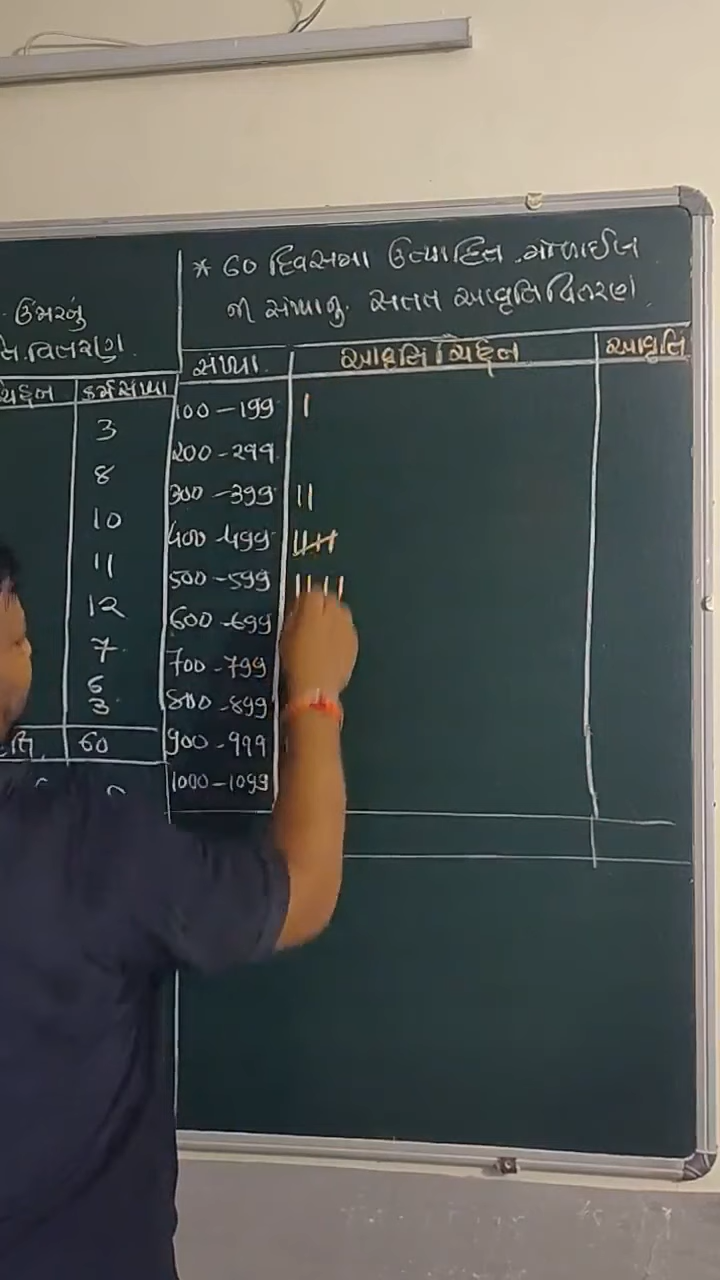 ઉંમરનું
વિતરણ
કર્મસંખ્યા
3
8
10
11
12
7
6
3
60
* 60 દિવસમા ઉત્પાદિત મોબાઈલ
ની સંખ્યાનુ સતત આવૃતિ વિતરણ.
સંખ્યા આવૃતિ ચિહ્ન આવૃતિ
100 - 199 |
200 - 299
300 - 399 ||
400 - 499
500 - 599
600 - 699
700 - 799
800 - 899
900 - 999
1000 - 1099